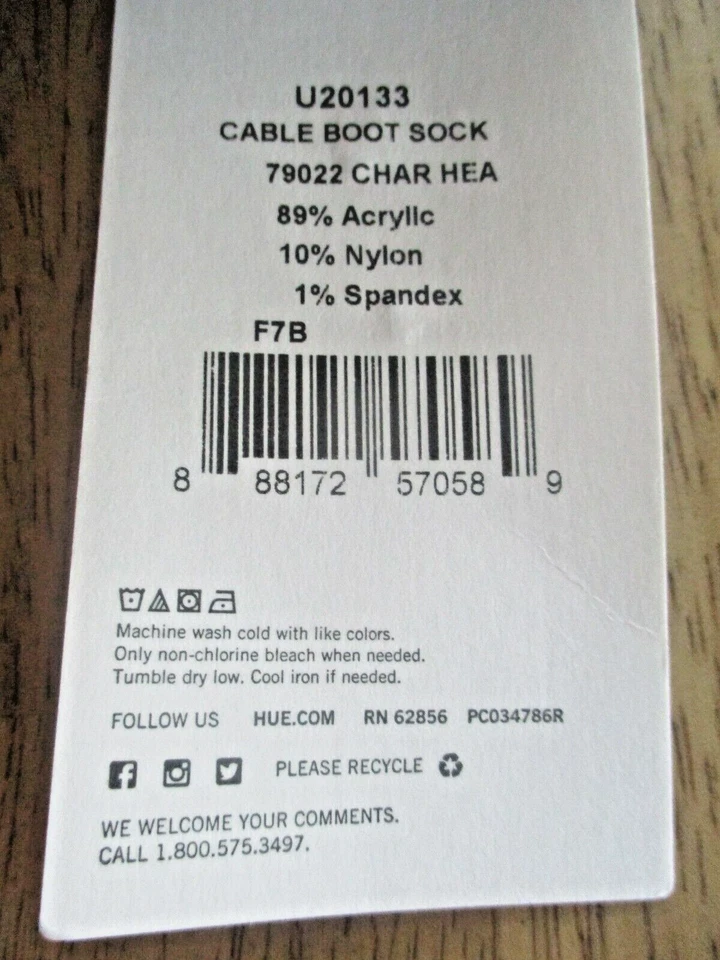 U20133
CABLE BOOT SOCK
79022 CHAR HEA
89% Acrylic
10% Nylon
1% Spandex
F7B
8 88172 57058 9
Machine wash cold with like colors.
Only non-chlorine bleach when needed.
Tumble dry low. Cool iron if needed.
FOLLOW US HUE.COM RN 62856 PC034786R
PLEASE RECYCLE
WE WELCOME YOUR COMMENTS.
CALL 1.800.575.3497.